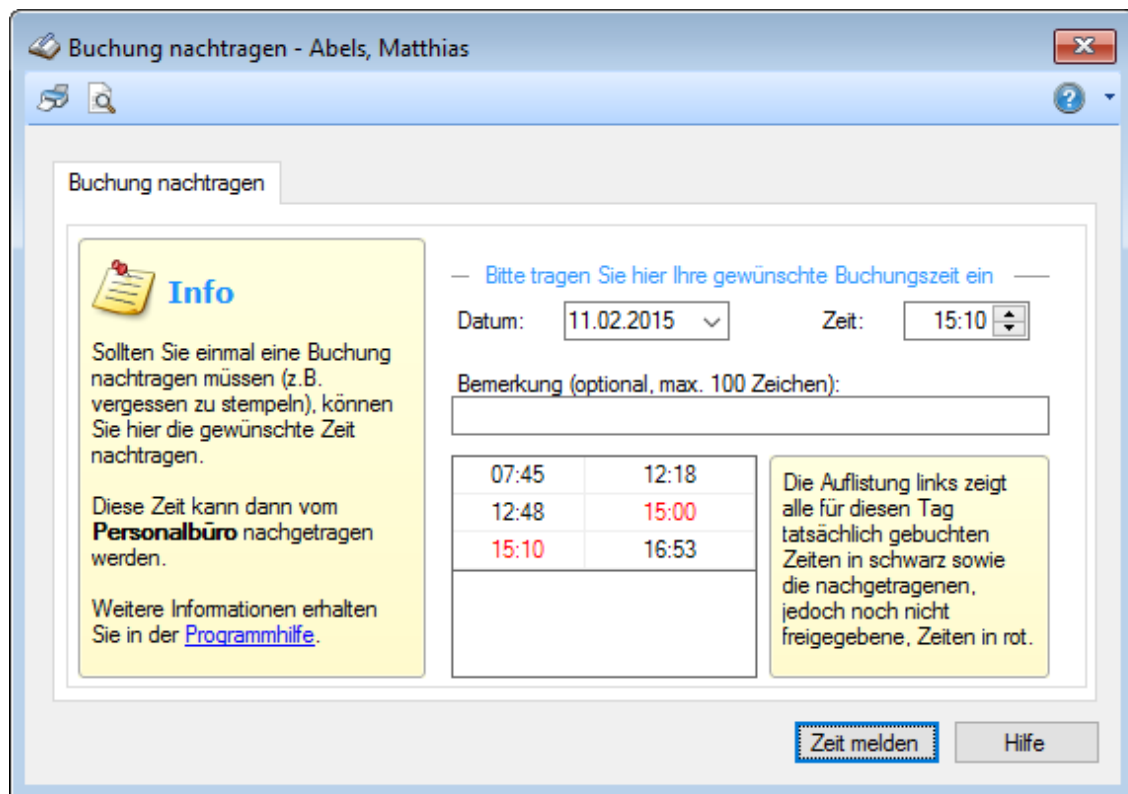 Buchung nachtragen - Abels, Matthias
Buchung nachtragen
Info
Sollten Sie einmal eine Buchung
nachtragen müssen (z.B.
vergessen zu stempeln), können
Sie hier die gewünschte Zeit
nachtragen.
Diese Zeit kann dann vom
Personalbüro nachgetragen
werden.
Weitere Informationen erhalten
Sie in der Programmhilfe.
Bitte tragen Sie hier Ihre gewünschte Buchungszeit ein
Datum: 11.02.2015 Zeit: 15:10
Bemerkung (optional, max. 100 Zeichen):
07:45 12:18
12:48 15:00
15:10 16:53
Die Auflistung links zeigt
alle für diesen Tag
tatsächlich gebuchten
Zeiten in schwarz sowie
die nachgetragenen,
jedoch noch nicht
freigegebene, Zeiten in rot.
Zeit melden Hilfe